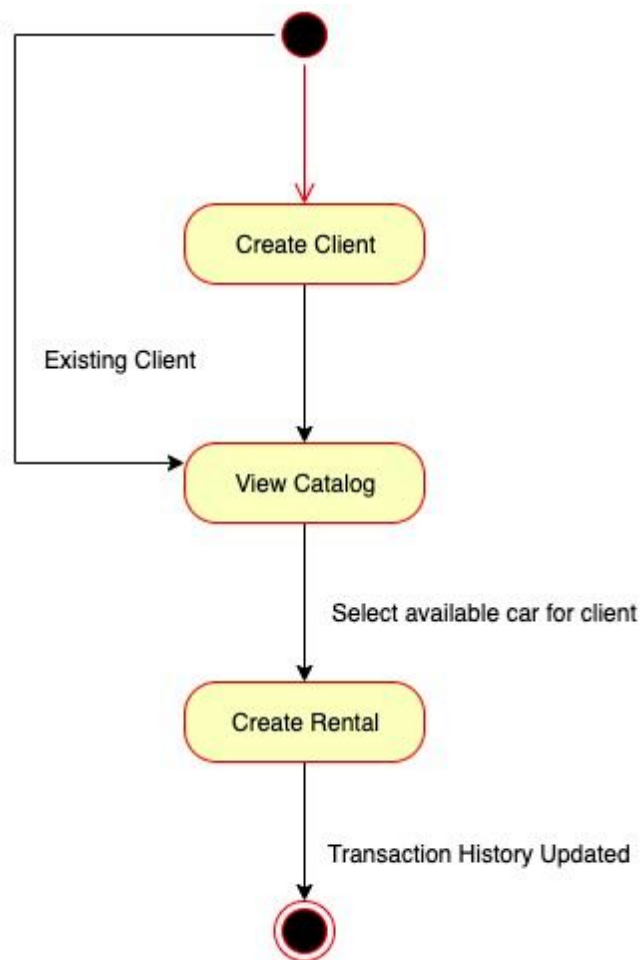 Create Client
Existing Client
View Catalog
Select available car for client
Create Rental
Transaction History Updated